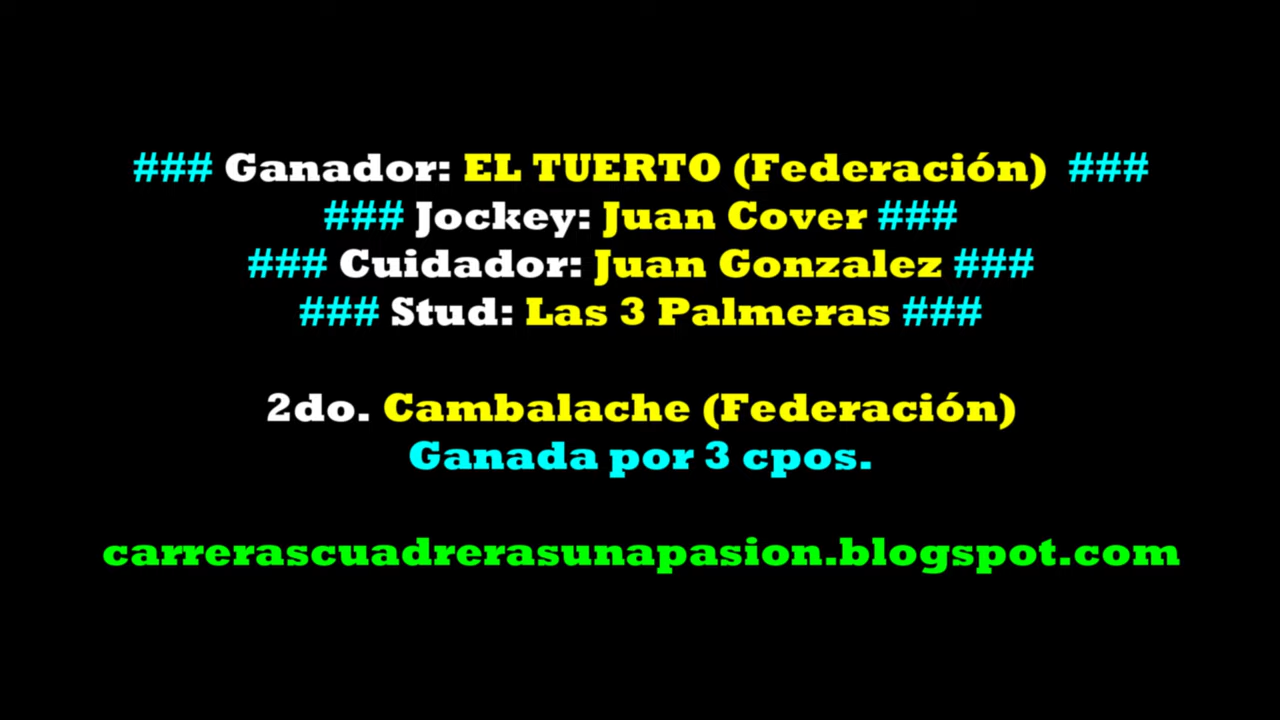 ### Ganador: EL TUERTO (Federación) ###
### Jockey: Juan Cover ###
### Cuidador: Juan Gonzalez ###
### Stud: Las 3 Palmeras ###
2do. Cambalache (Federación)
Ganada por 3 cpos.
carrerascuadrerasunapasion.blogspot.com